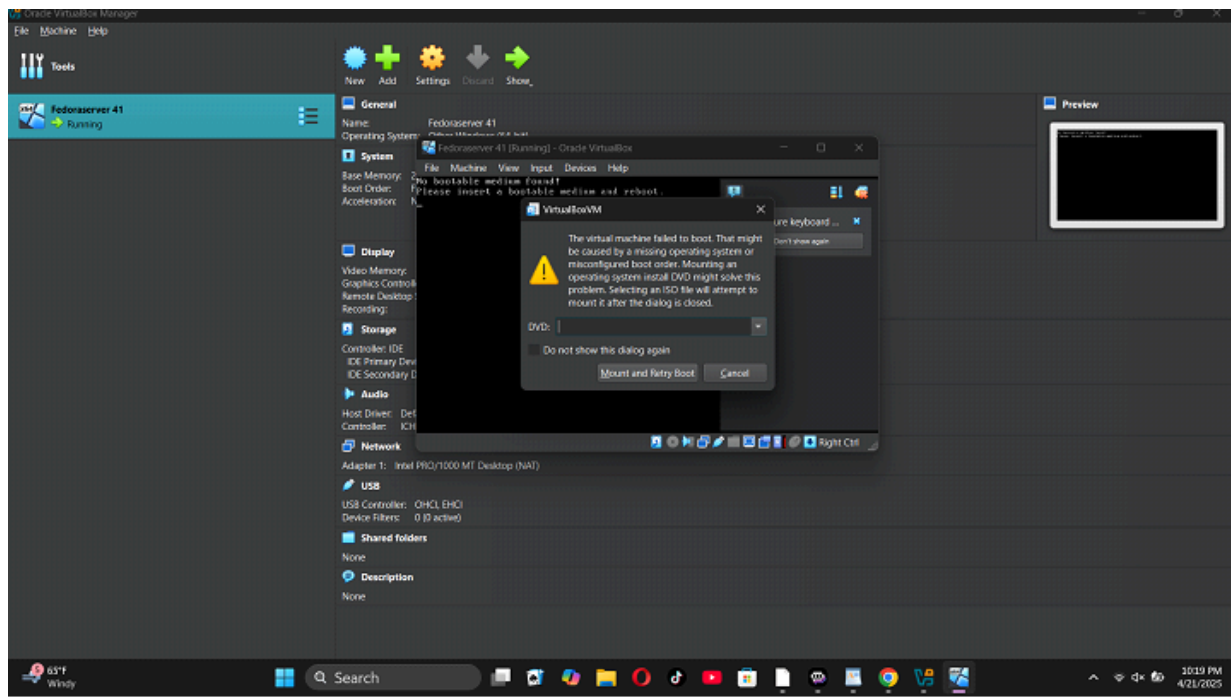 Oracle VirtualBox Manager
File Machine Help
Tools
New Add Settings Discard Show
Fedoraserver 41
Running
General
Name: Fedoraserver 41
Operating System:
System
Base Memory:
Boot Order:
Acceleration:
Display
Video Memory:
Graphics Controll
Remote Desktop
Recording:
Storage
Controller: IDE
IDE Primary Dev
IDE Secondary D
Audio
Host Driver: Def
Controller: ICH
Network
Adapter 1: Intel PRO/1000 MT Desktop (NAT)
USB
USB Controller: OHCI, EHCI
Device Filters: 0 (0 active)
Shared folders
None
Description
None
Preview
Fedoraserver 41 [Running] - Oracle VirtualBox
File Machine View Input Devices Help
No bootable medium found!
Please insert a bootable medium and reboot.
ure keyboard ...
Don't show again
VirtualBoxVM
The virtual machine failed to boot. That might
be caused by a missing operating system or
misconfigured boot order. Mounting an
operating system install DVD might solve this
problem. Selecting an ISO file will attempt to
mount it after the dialog is closed.
DVD:
Do not show this dialog again
Mount and Retry Boot Cancel
Right Ctrl
65°F
Windy
Search
10:19 PM
4/21/2025